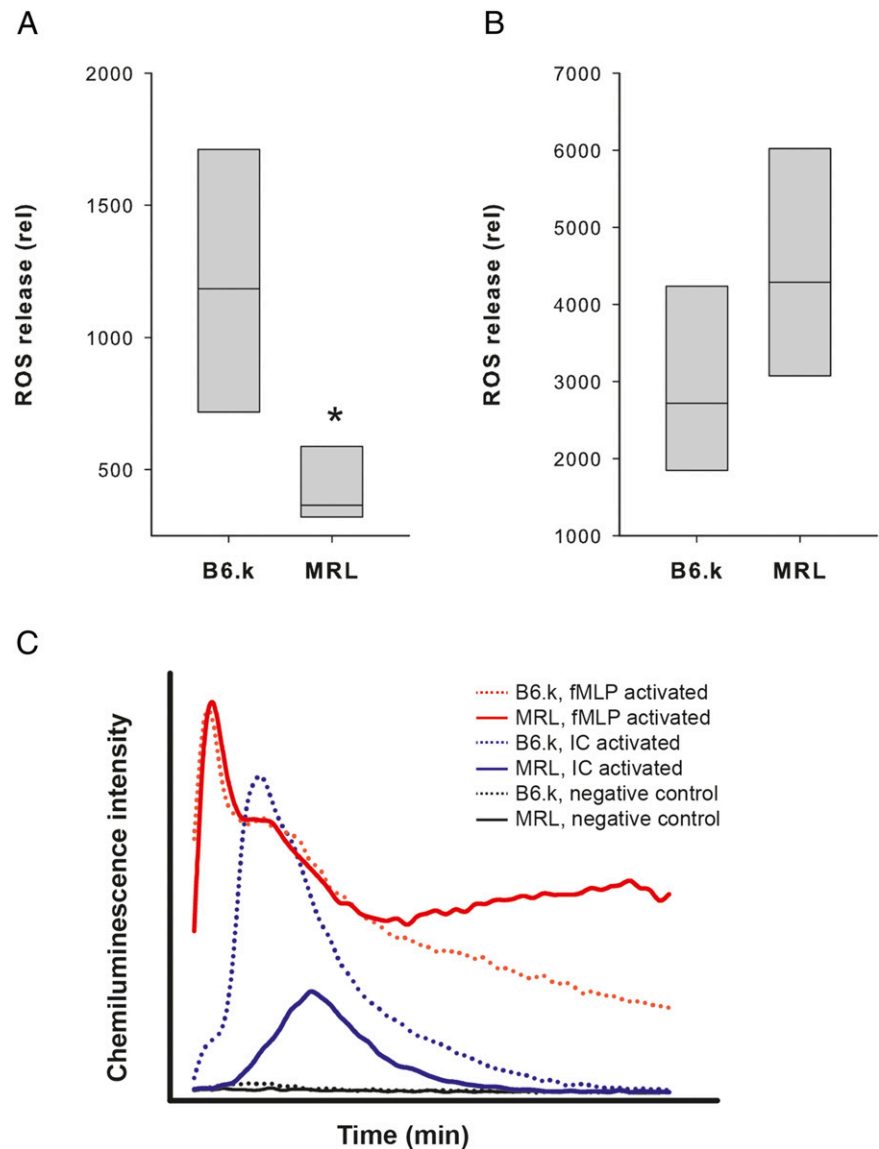 A
2000
1500
1000
500
ROS release (rel)
*
B6.k MRL
B
7000
6000
5000
4000
3000
2000
1000
ROS release (rel)
B6.k MRL
C
B6.k, fMLP activated
MRL, fMLP activated
B6.k, IC activated
MRL, IC activated
B6.k, negative control
MRL, negative control
Chemiluminescence intensity
Time (min)